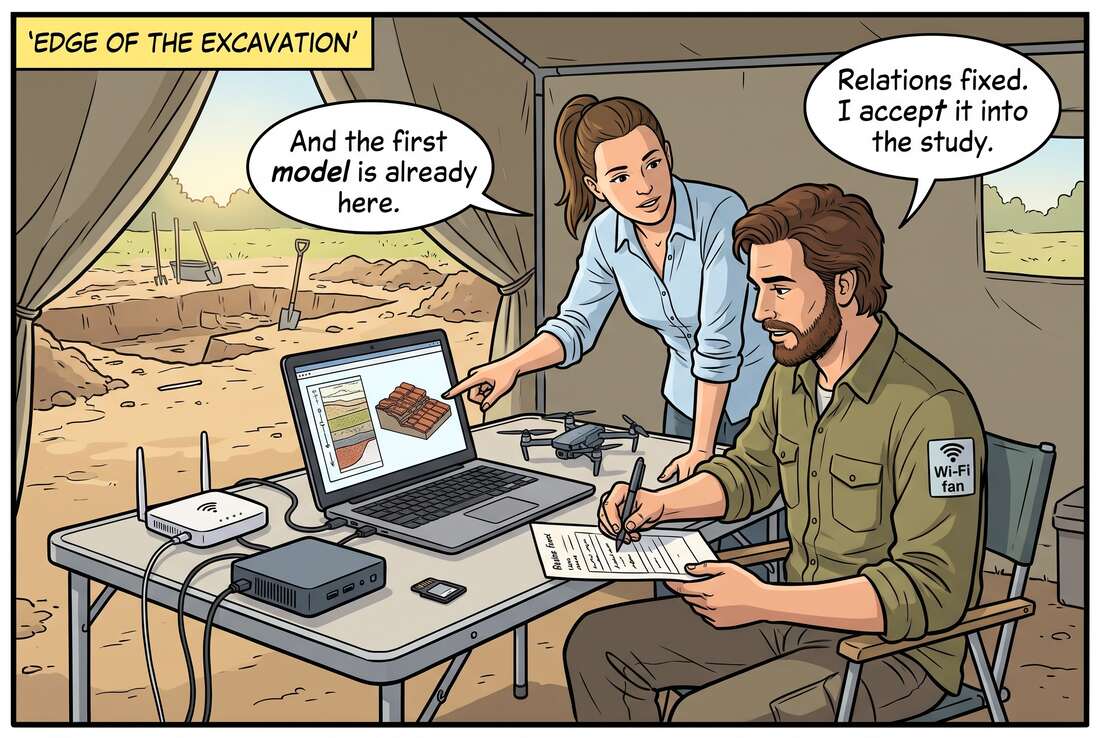 'EDGE OF THE EXCAVATION'
And the first
model is already
here.
Relations fixed.
I accept it into
the study.
Wi-Fi
fan